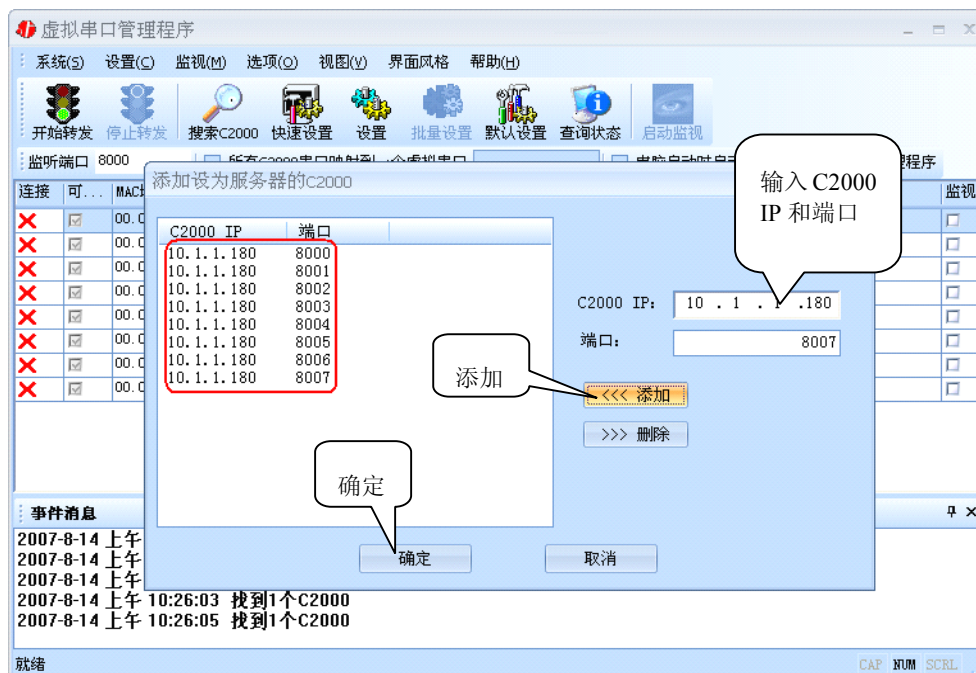 虚拟串口管理程序
系统(S) 设置(C) 监视(M) 选项(O) 视图(V) 界面风格 帮助(H)
开始转发 停止转发 搜索C2000 快速设置 设置 批量设置 默认设置 查询状态 启动监视
监听端口 8000 程序
连接 可... MAC 监视
添加设为服务器的C2000
输入 C2000
IP 和端口
C2000 IP 端口
10.1.1.180 8000
10.1.1.180 8001
10.1.1.180 8002
10.1.1.180 8003
10.1.1.180 8004
10.1.1.180 8005
10.1.1.180 8006
10.1.1.180 8007
C2000 IP: 10 . 1 . 1 .180
端口: 8007
添加
<<< 添加
>>> 删除
确定
确定 取消
事件消息
2007-8-14 上午
2007-8-14 上午
2007-8-14 上午
2007-8-14 上午 10:26:03 找到1个C2000
2007-8-14 上午 10:26:05 找到1个C2000
就绪 CAP NUM SCRL